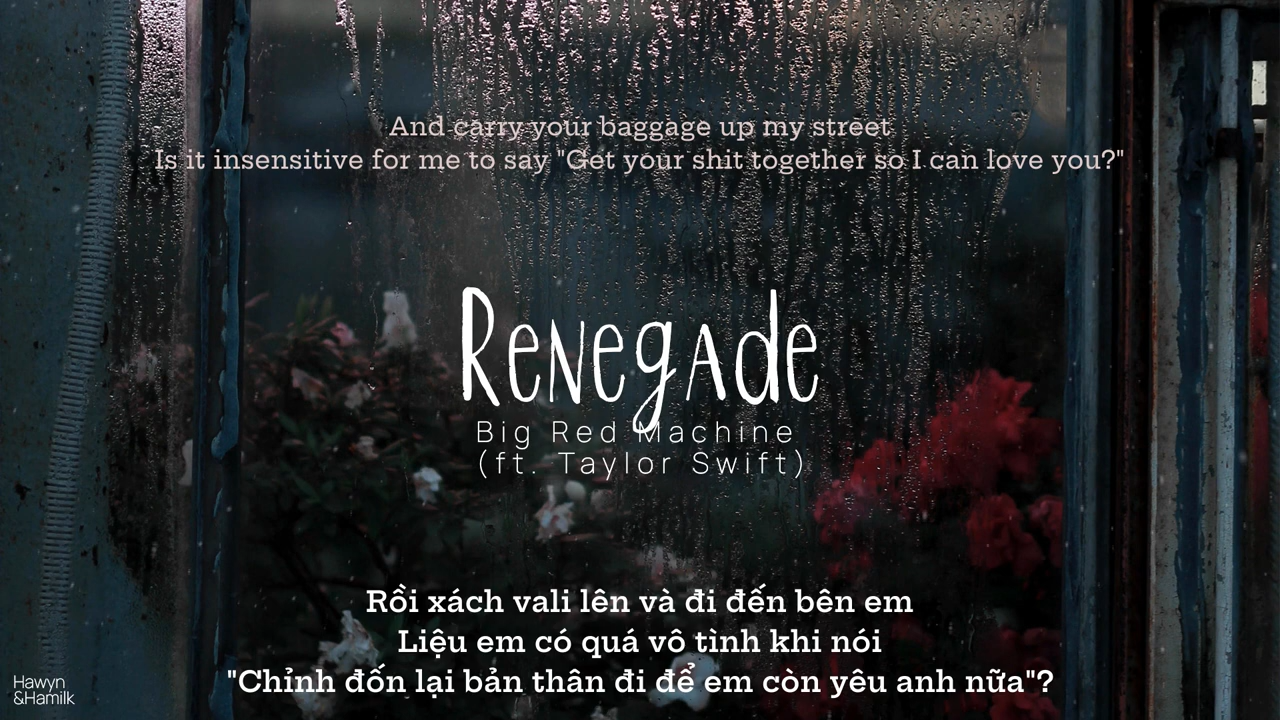 And carry your baggage up my street
Is it insensitive for me to say "Get your shit together so I can love you?"
Renegade
Big Red Machine
(ft. Taylor Swift)
Rồi xách vali lên và đi đến bên em
Liệu em có quá vô tình khi nói
"Chỉnh đốn lại bản thân đi để em còn yêu anh nữa"?
Hawyn
&Hamilk